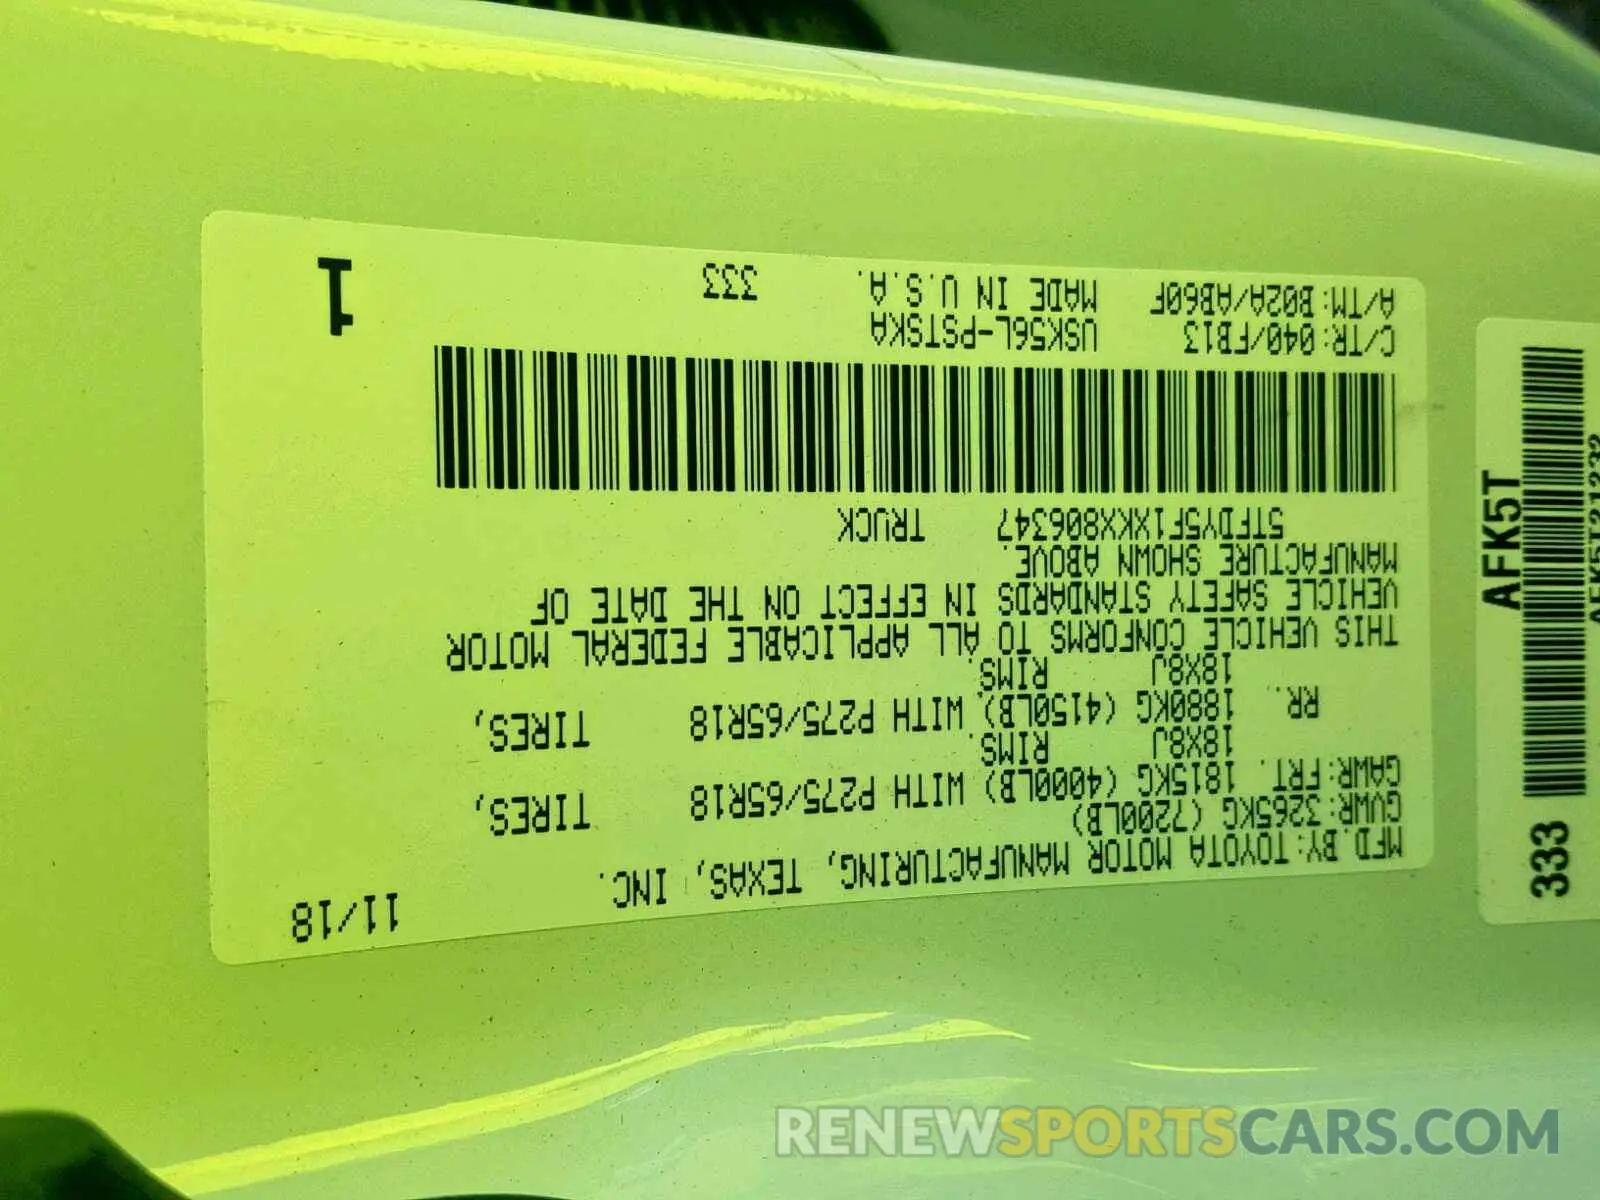 MFD.BY:TOYOTA MOTOR MANUFACTURING, TEXAS, INC. 11/18
GVWR:3265KG (7200LB)
GAWR:FRT. 1815KG (4000LB) WITH P275/65R18 TIRES,
18X8J RIMS.
RR. 1880KG (4150LB) WITH P275/65R18 TIRES,
18X8J RIMS.
THIS VEHICLE CONFORMS TO ALL APPLICABLE FEDERAL MOTOR
VEHICLE SAFETY STANDARDS IN EFFECT ON THE DATE OF
MANUFACTURE SHOWN ABOVE.
5TFDY5F1XKX806347 TRUCK
C/TR:040/FB13 USK56L-PSTSKA
A/TM:B02A/AB60F MADE IN U.S.A. 333
1
333 AFK5T
AFK5T21232
RENEWSPORTSCARS.COM